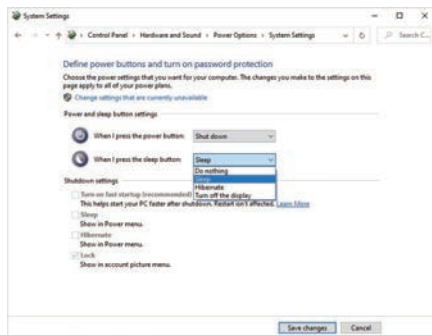 System Settings
Control Panel › Hardware and Sound › Power Options › System Settings
Search C...
Define power buttons and turn on password protection
Choose the power settings that you want for your computer. The changes you make to the settings on this
page apply to all of your power plans.
Change settings that are currently unavailable
Power and sleep button settings
When I press the power button: Shut down
When I press the sleep button: Sleep
Do nothing
Sleep
Hibernate
Turn off the display
Shutdown settings
Turn on fast startup (recommended)
This helps start your PC faster after shutdown. Restart isn't affected. Learn More
Sleep
Show in Power menu.
Hibernate
Show in Power menu.
Lock
Show in account picture menu.
Save changes Cancel